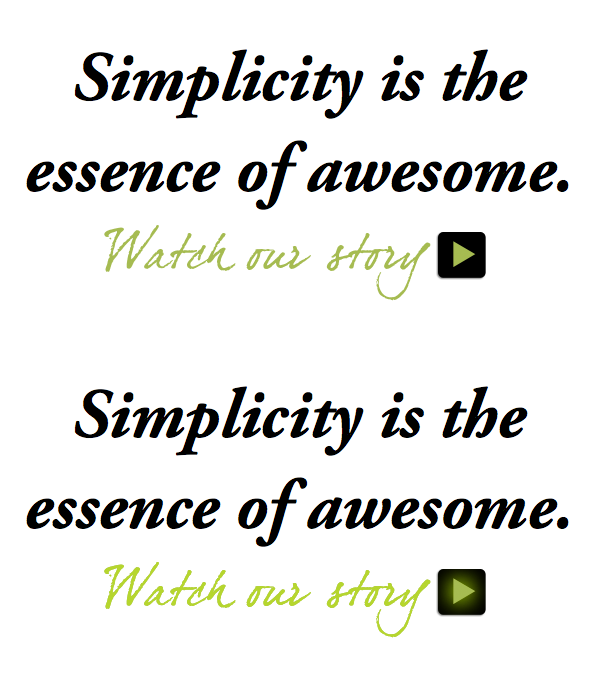 Simplicity is the
essence of awesome.
Watch our story
Simplicity is the
essence of awesome.
Watch our story